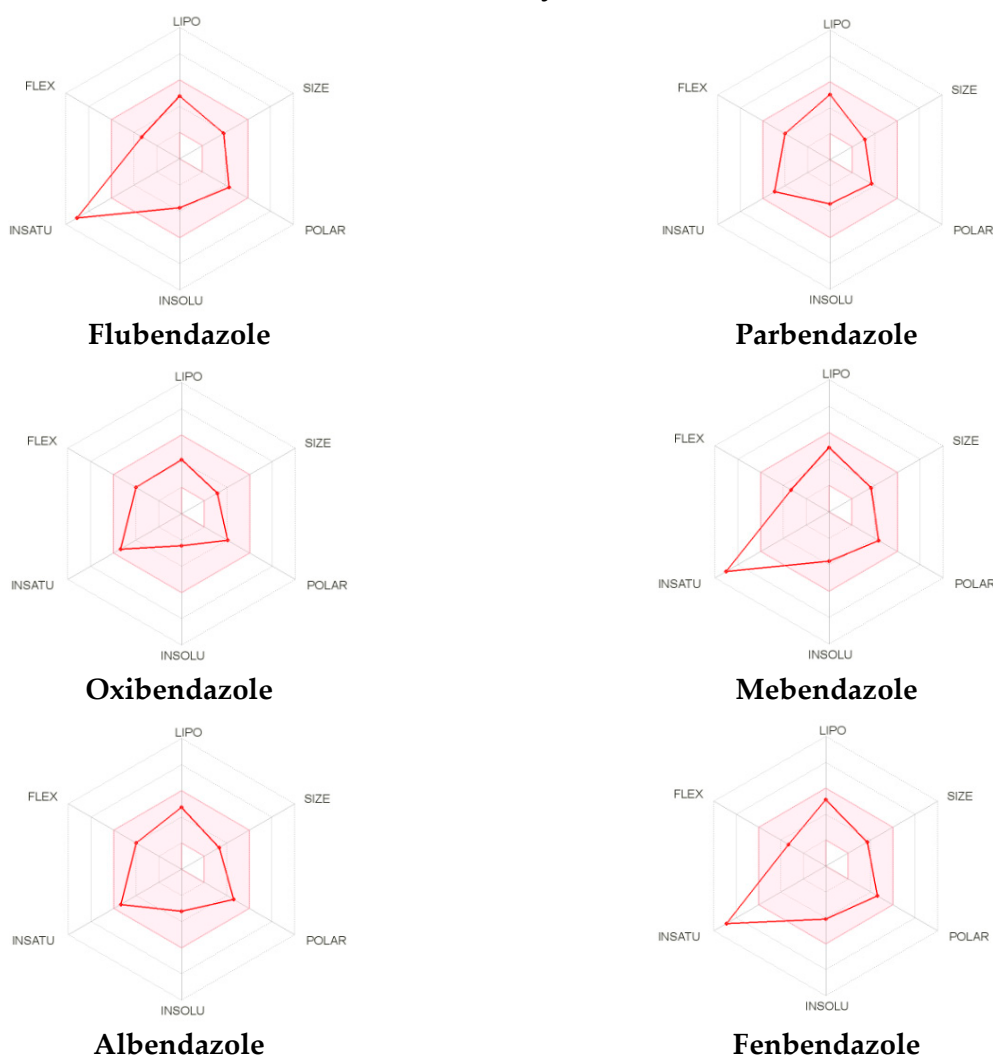 LIPO
FLEX
SIZE
INSATU
POLAR
INSOLU
Flubendazole
LIPO
FLEX
SIZE
INSATU
POLAR
INSOLU
Parbendazole
LIPO
FLEX
SIZE
INSATU
POLAR
INSOLU
Oxibendazole
LIPO
FLEX
SIZE
INSATU
POLAR
INSOLU
Mebendazole
LIPO
FLEX
SIZE
INSATU
POLAR
INSOLU
Albendazole
LIPO
FLEX
SIZE
INSATU
POLAR
INSOLU
Fenbendazole